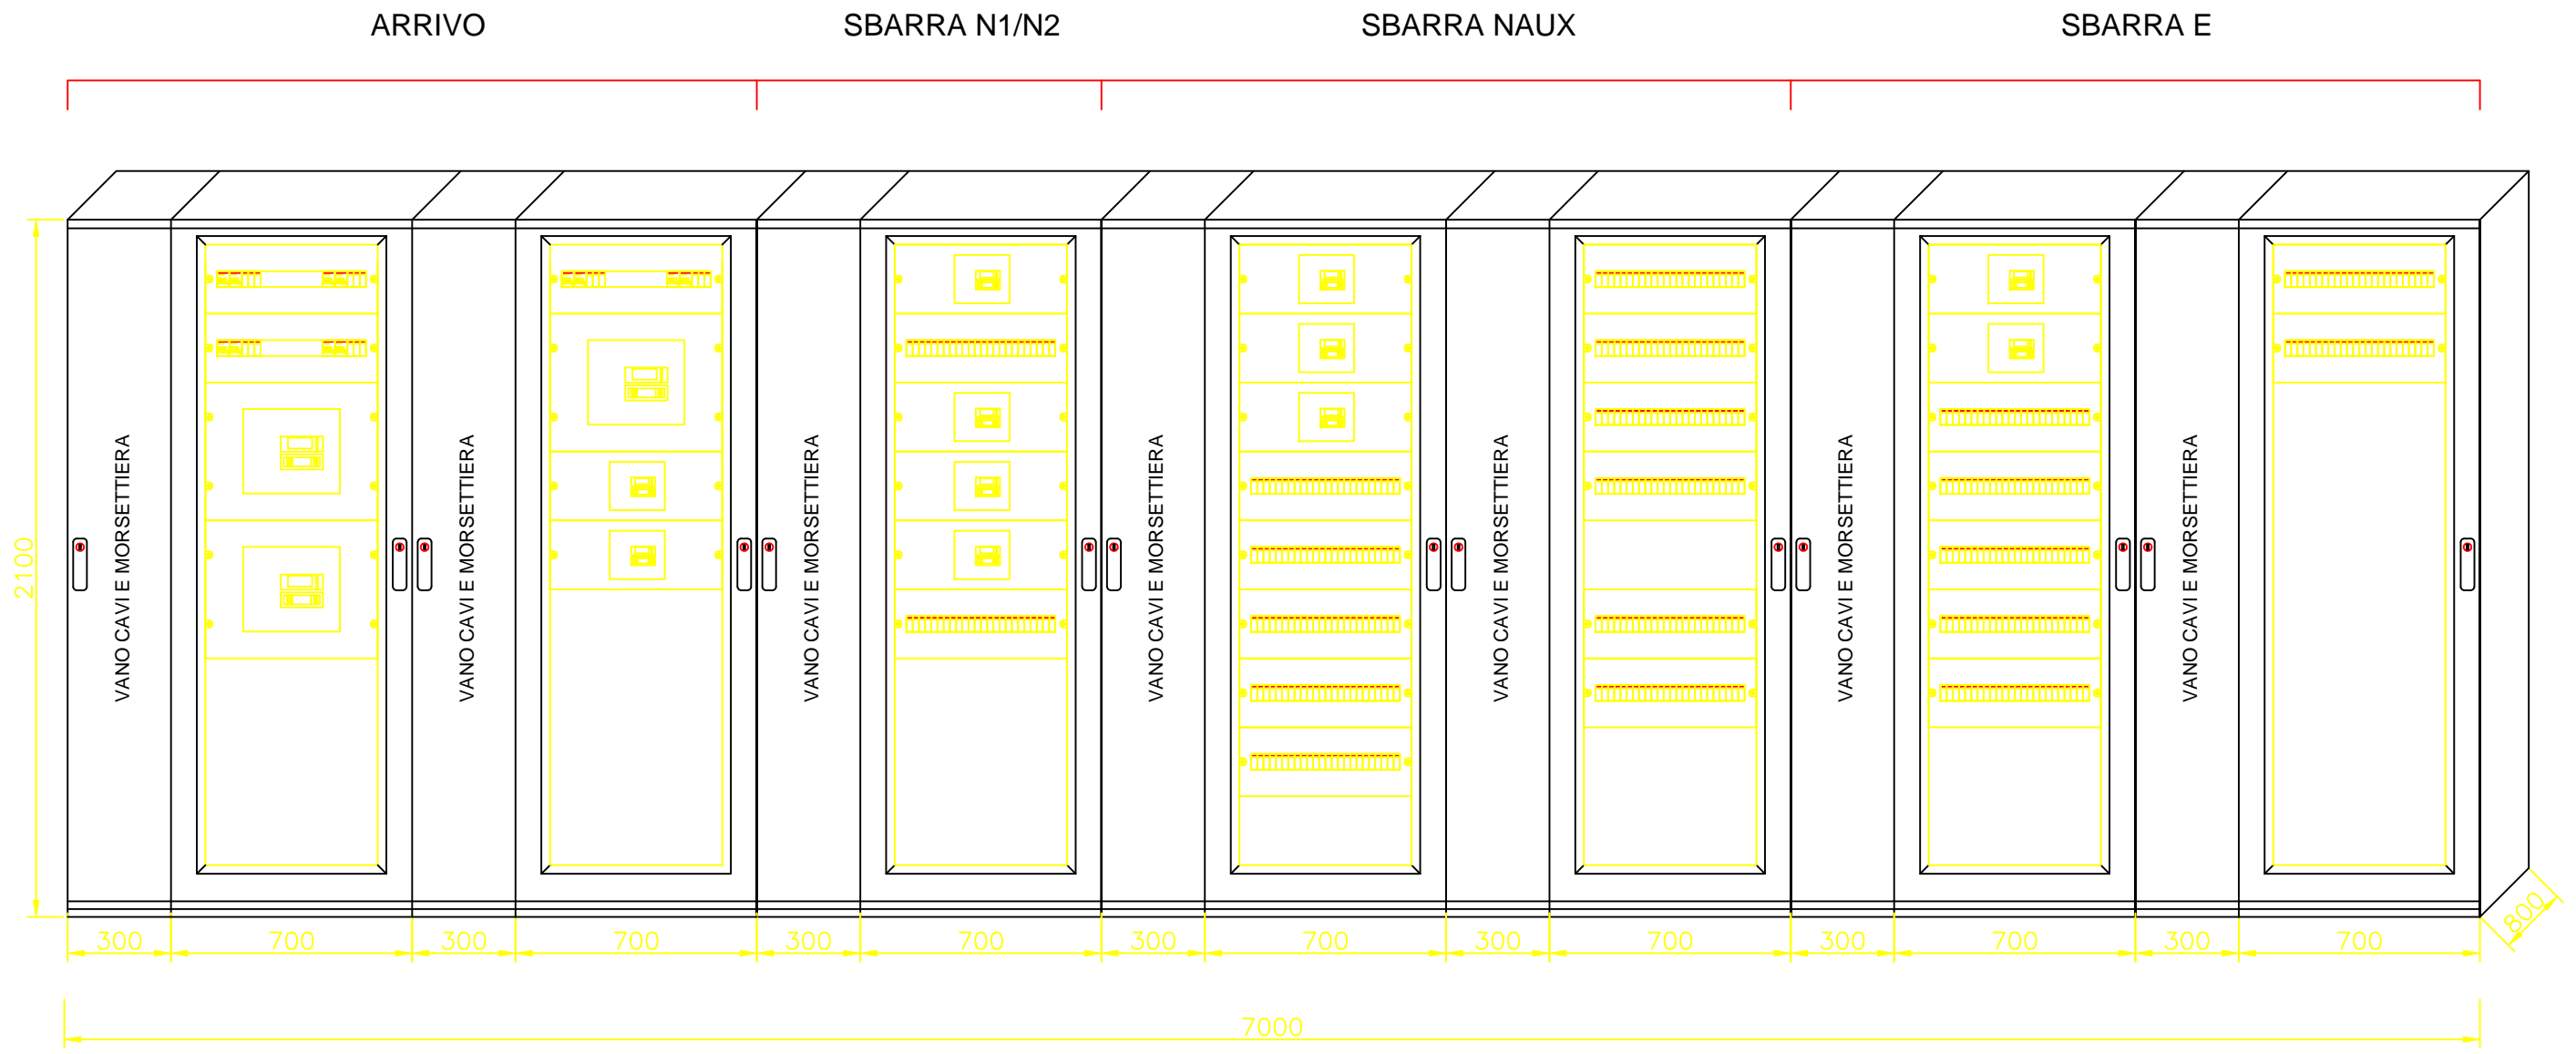 ARRIVO
SBARRA N1/N2
SBARRA NAUX
SBARRA E
VANO CAVI E MORSETTIERA
VANO CAVI E MORSETTIERA
VANO CAVI E MORSETTIERA
VANO CAVI E MORSETTIERA
VANO CAVI E MORSETTIERA
VANO CAVI E MORSETTIERA
VANO CAVI E MORSETTIERA
2100
300 700 300 700 300 700 300 700 300 700 300 700 300 700
800
7000